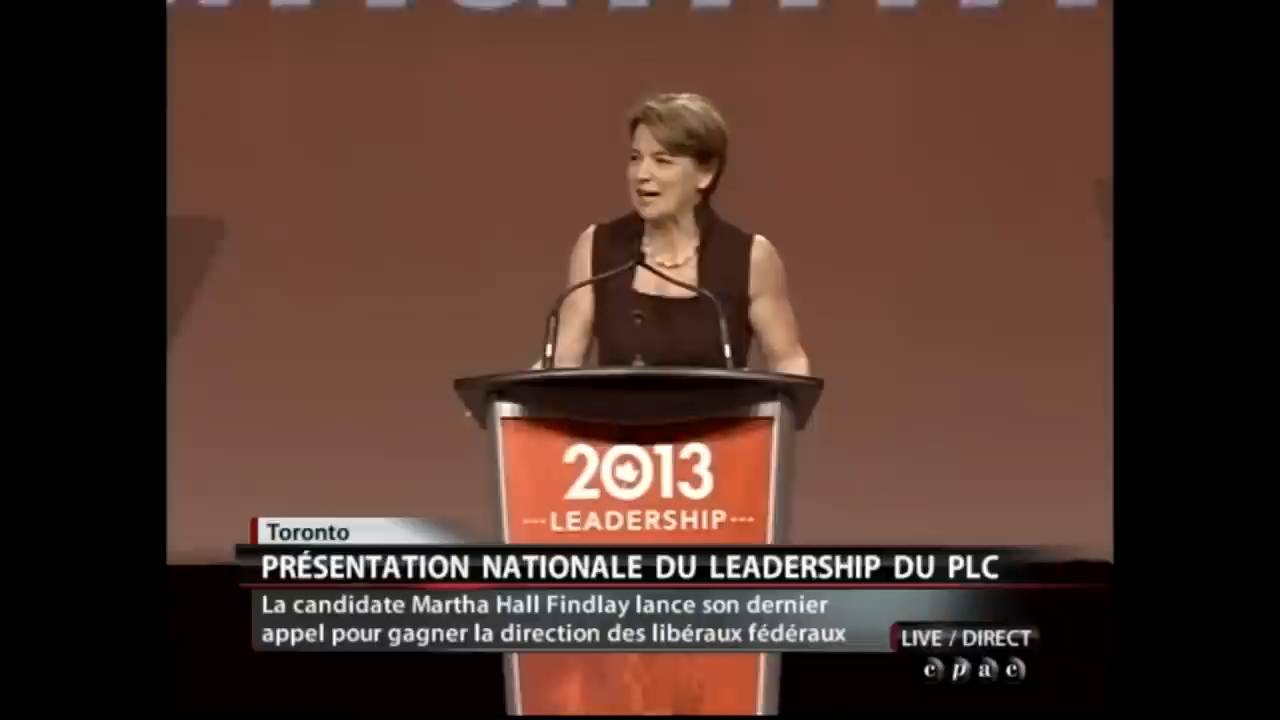 2013
LEADERSHIP
Toronto
PRÉSENTATION NATIONALE DU LEADERSHIP DU PLC
La candidate Martha Hall Findlay lance son dernier
appel pour gagner la direction des libéraux fédéraux
LIVE / DIRECT
cpac